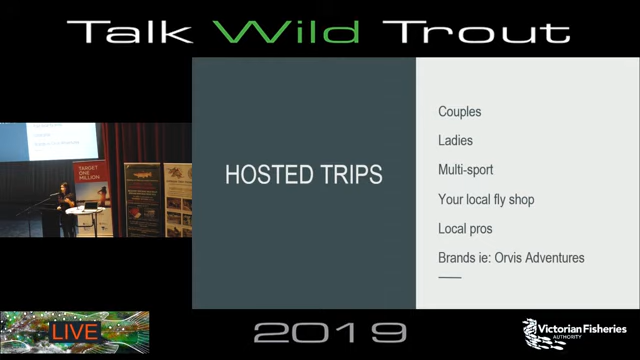 Talk Wild Trout
HOSTED TRIPS
Couples
Ladies
Multi-sport
Your local fly shop
Local pros
Brands ie: Orvis Adventures
TARGET
ONE
MILLION
LIVE
2019
Victorian Fisheries
AUTHORITY